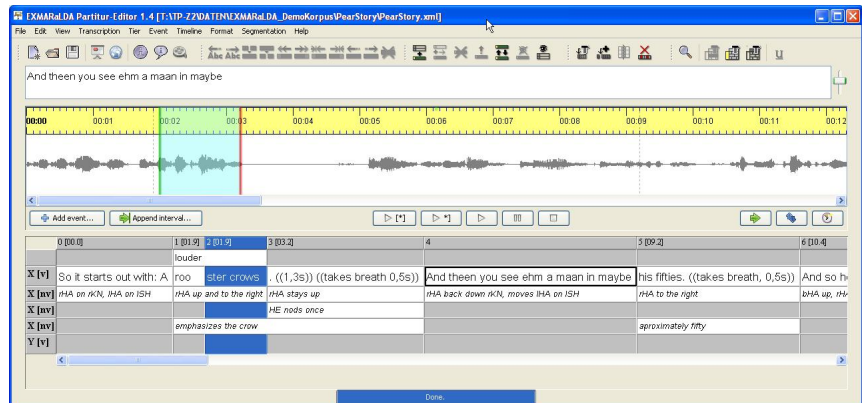 EXMARaLDA Partitur-Editor 1.4 [T:\TP-Z2\DATEN\EXMARaLDA_DemoKorpus\PearStory\PearStory.xml]
File Edit View Transcription Tier Event Timeline Format Segmentation Help
And theen you see ehm a maan in maybe
00:00 00:01 00:02 00:03 00:04 00:05 00:06 00:07 00:08 00:09 00:10 00:11 00:12
Add event... Append interval...
0 [00.0] 1 [01.9] 2 [01.9] 3 [03.2] 4 5 [09.2] 6 [10.4]
louder
X [v] So it starts out with: A roo ster crows . ((1,3s)) ((takes breath 0,5s)) And theen you see ehm a maan in maybe his fifties. ((takes breath, 0,5s)) And so h
X [nv] rHA on rKN, lHA on lSH rHA up and to the right rHA stays up rHA back down rKN, moves lHA on lSH rHA to the right bHA up, rH
X [nv] HE nods once
X [nv] emphasizes the crow aproximately fifty
Y [v]
Done.